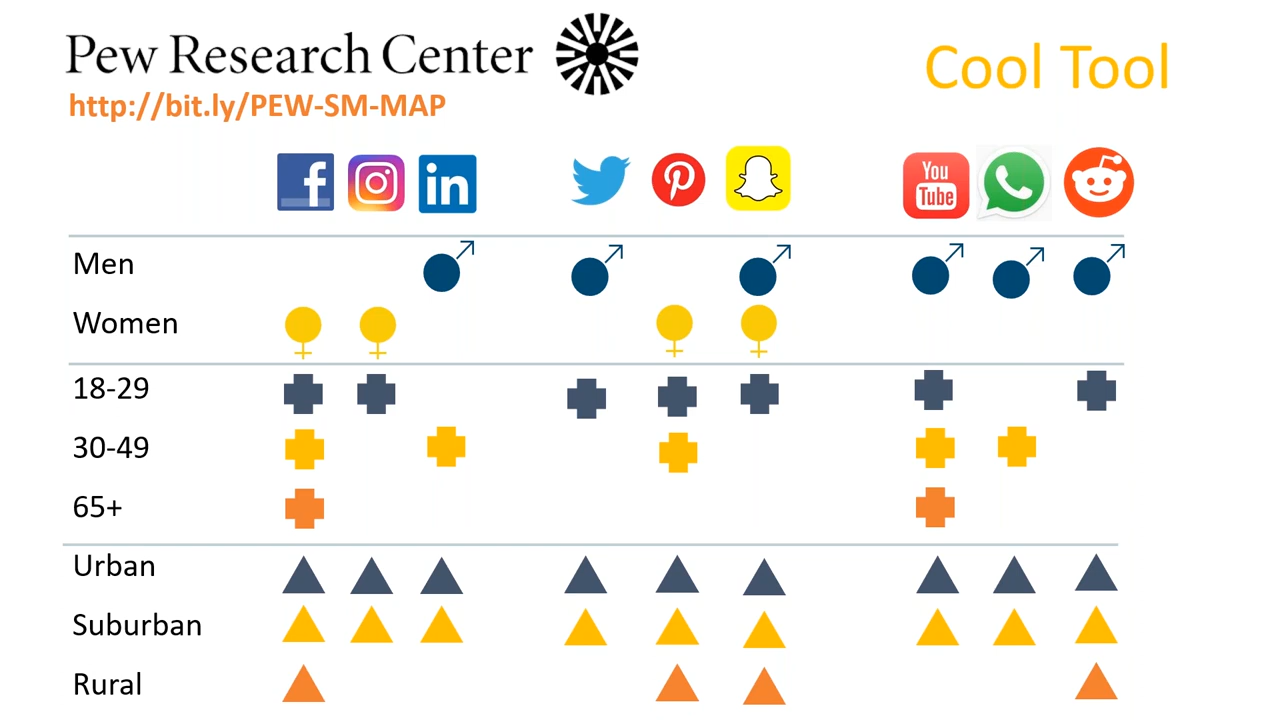 Pew Research Center
http://bit.ly/PEW-SM-MAP
Cool Tool
f
in
You
Tube
Men
Women
18-29
30-49
65+
Urban
Suburban
Rural